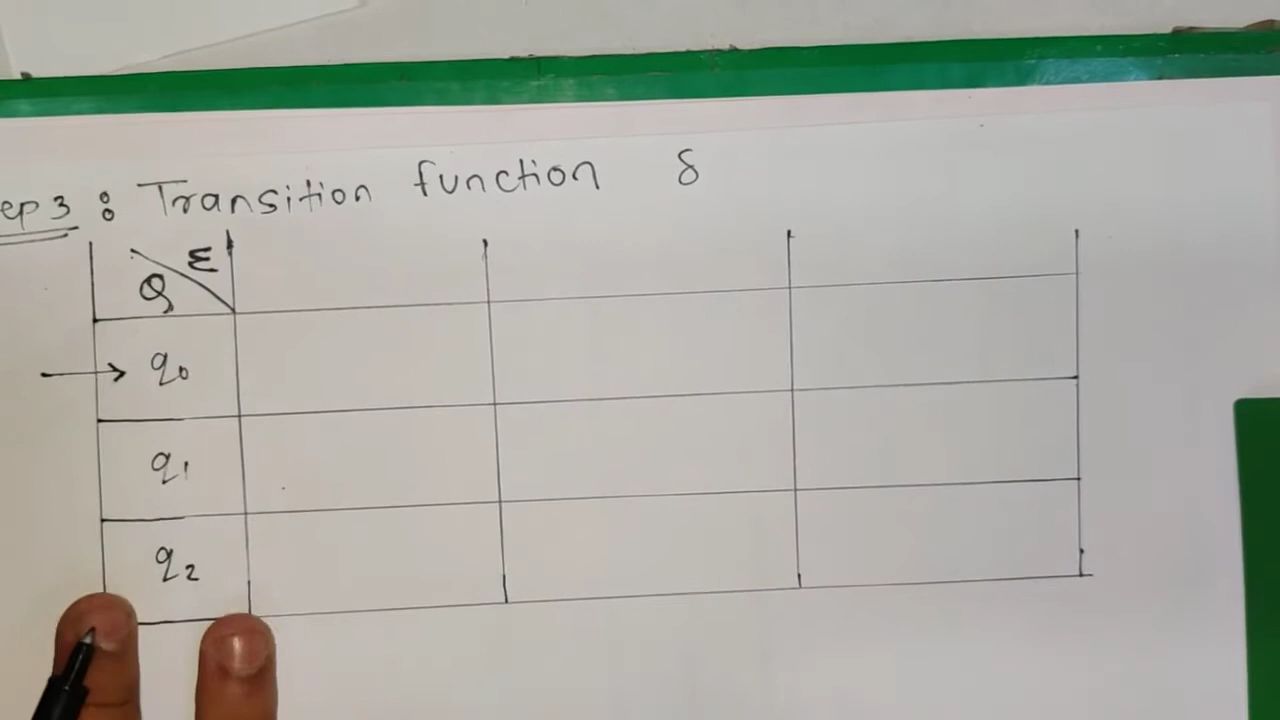 ep 3 : Transition function δ
Q Σ
→ q0
q1
q2